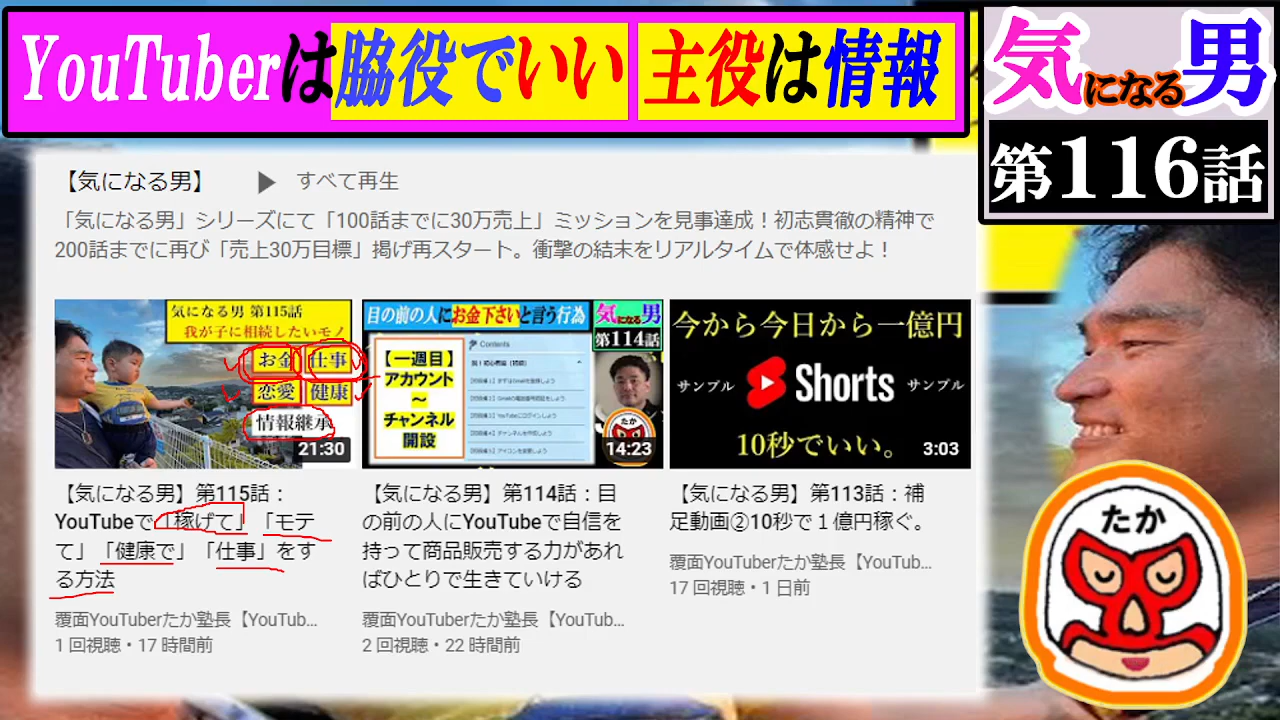 YouTuberは脇役でいい 主役は情報
気になる男
第116話
【気になる男】 ▶ すべて再生
「気になる男」シリーズにて「100話までに30万売上」ミッションを見事達成！初志貫徹の精神で
200話までに再び「売上30万目標」掲げ再スタート。衝撃の結末をリアルタイムで体感せよ！
気になる男 第115話
我が子に相続したいモノ
お金 仕事
恋愛 健康
情報継承
21:30
目の前の人にお金下さいと言う行為
気になる男
第114話
【一週目】
アカウント
～
チャンネル
開設
Contents
たか
14:23
今から今日から一億円
サンプル Shorts サンプル
10秒でいい。
3:03
【気になる男】第115話：
YouTubeで「稼げて」「モテ
て」「健康で」「仕事」をす
る方法
覆面YouTuberたか塾長【YouTub...
1 回視聴・17 時間前
【気になる男】第114話：目
の前の人にYouTubeで自信を
持って商品販売する力があれ
ばひとりで生きていける
覆面YouTuberたか塾長【YouTub...
2 回視聴・22 時間前
【気になる男】第113話：補
足動画②10秒で１億円稼ぐ。
覆面YouTuberたか塾長【YouTub...
17 回視聴・1 日前
たか